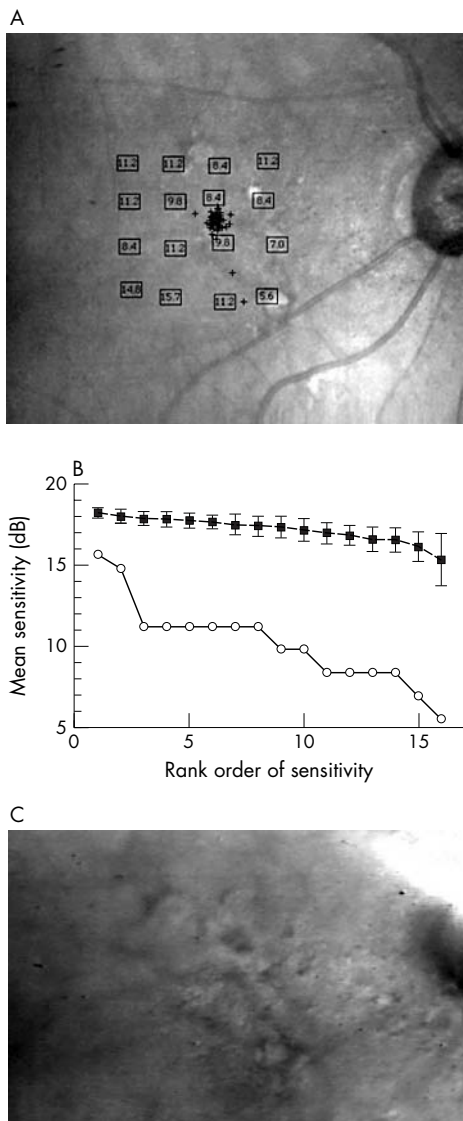 A
11.2 11.2 8.4 11.2
11.2 9.8 8.4 8.4
8.4 11.2 9.8 7.0
14.8 15.7 11.2 5.6
B
20
15
10
5
Mean sensitivity (dB)
0 5 10 15
Rank order of sensitivity
C